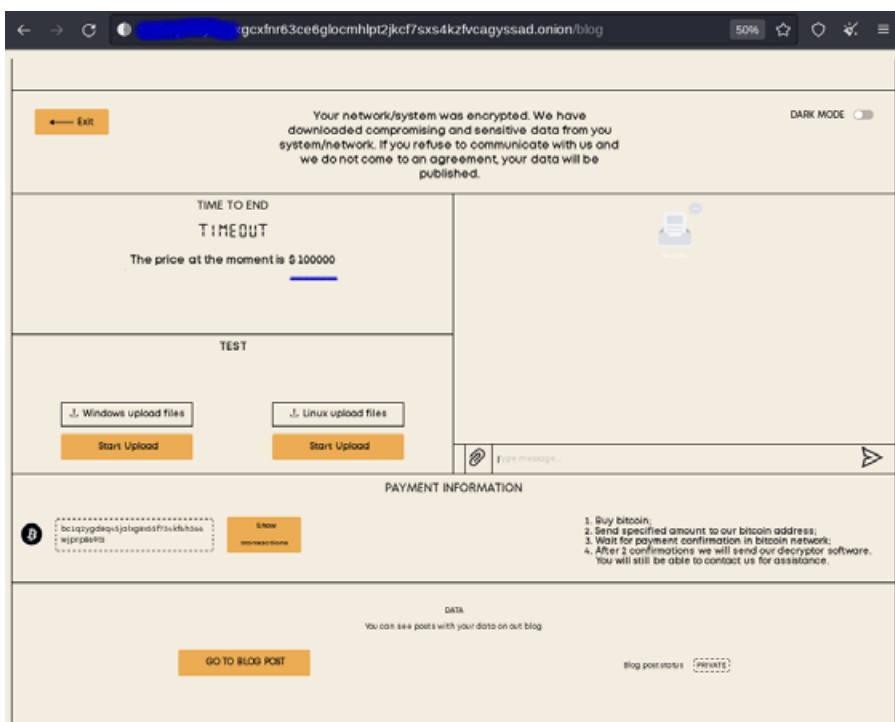 gcxfnr63ce6glocmhlpt2jkcf7sxs4kzfvcagyssad.onion/blog
50%
Exit
Your network/system was encrypted. We have
downloaded compromising and sensitive data from you
system/network. If you refuse to communicate with us and
we do not come to an agreement, your data will be
published.
DARK MODE
TIME TO END
TIMEOUT
The price at the moment is $ 100000
TEST
Windows upload files
Linux upload files
Start Upload
Start Upload
Type message...
PAYMENT INFORMATION
Show
transactions
1. Buy bitcoin;
2. Send specified amount to our bitcoin address;
3. Wait for payment confirmation in bitcoin network;
4. After 2 confirmations we will send our decryptor software.
You will still be able to contact us for assistance.
DATA
You can see posts with your data on out blog
GO TO BLOG POST
Blog post status
PRIVATE